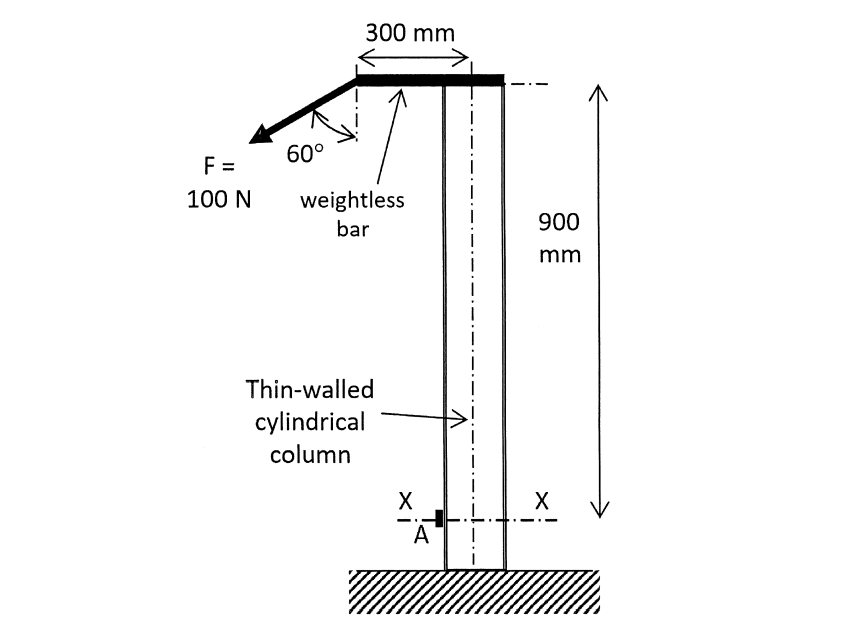 300 mm
60°
F =
100 N
weightless
bar
900
mm
Thin-walled
cylindrical
column
X
X
A